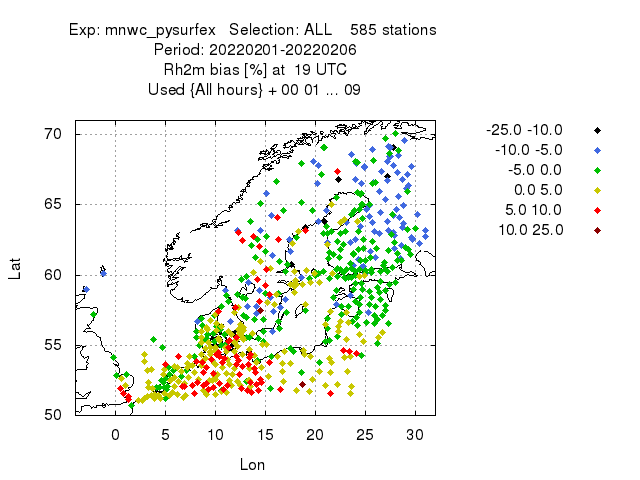 Exp: mnwc_pysurfex Selection: ALL 585 stations
Period: 20220201-20220206
Rh2m bias [%] at 19 UTC
Used {All hours} + 00 01 ... 09
-25.0 -10.0
-10.0 -5.0
-5.0 0.0
0.0 5.0
5.0 10.0
10.0 25.0
70
65
60
55
50
Lat
0 5 10 15 20 25 30
Lon